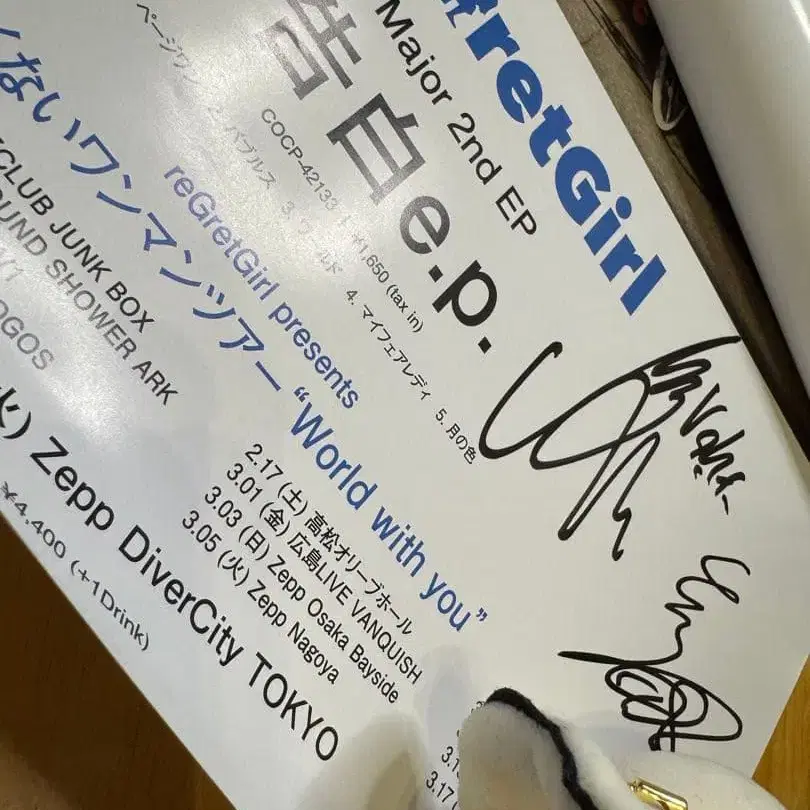 retGirl
Major 2nd EP
告白e.p.
COCP-42133 ¥1,650 (tax in)
ページワン 2. バブルス 3. ワールド 4. マイフェアレディ 5. 月の色
reGretGirl presents
ないワンマンツアー “World with you”
CLUB JUNK BOX
OUND SHOWER ARK
OGOS
2.17 (土) 高松オリーブホール
3.01 (金) 広島LIVE VANQUISH
3.03 (日) Zepp Osaka Bayside
3.05 (火) Zepp Nagoya
3.17 (
火) Zepp DiverCity TOKYO
¥4,400 (+1Drink)